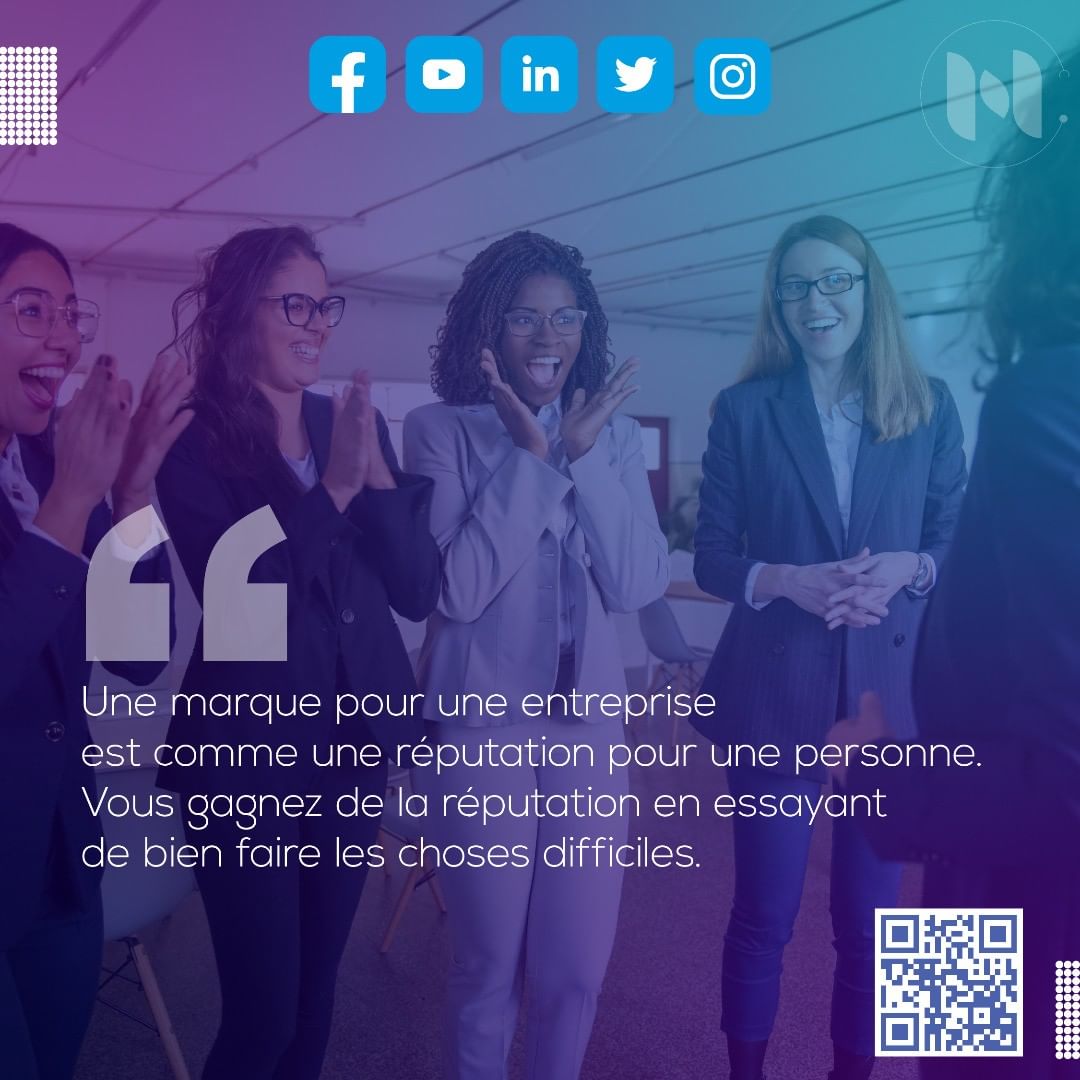 Une marque pour une entreprise
est comme une réputation pour une personne.
Vous gagnez de la réputation en essayant
de bien faire les choses difficiles.